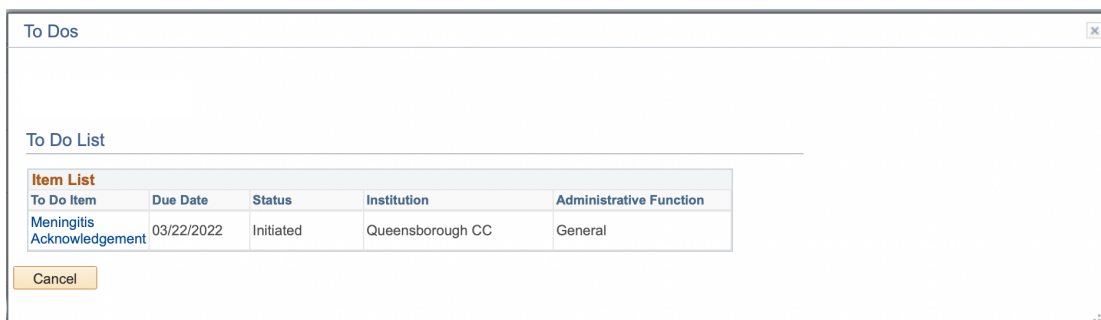 To Dos
To Do List
Item List
To Do Item Due Date Status Institution Administrative Function
Meningitis
Acknowledgement 03/22/2022 Initiated Queensborough CC General
Cancel